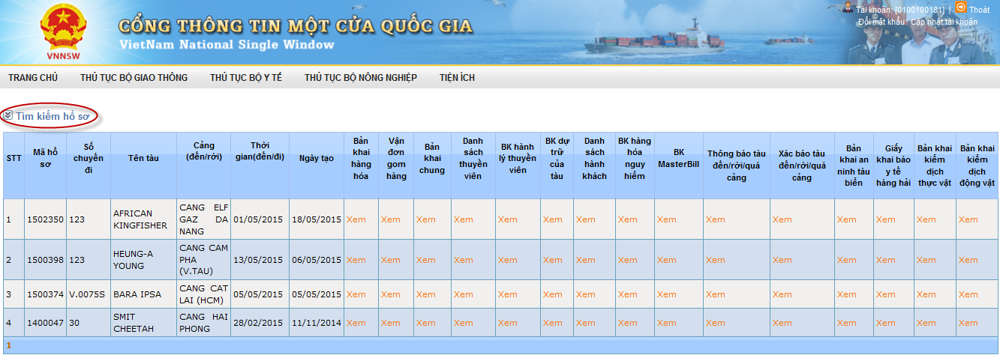 Tài khoản: [0100100181] | Thoát
Đổi mật khẩu Cập nhật tài khoản
CỔNG THÔNG TIN MỘT CỬA QUỐC GIA
VietNam National Single Window
VNNSW
TRANG CHỦ THỦ TỤC BỘ GIAO THÔNG THỦ TỤC BỘ Y TẾ THỦ TỤC BỘ NÔNG NGHIỆP TIỆN ÍCH
Tìm kiếm hồ sơ
STT Mã hồ sơ Số chuyến đi Tên tàu Cảng (đến/rời) Thời gian(đến/đi) Ngày tạo Bản khai hàng hóa Vận đơn gom hàng Bản khai chung Danh sách thuyền viên BK hành lý thuyền viên BK dự trữ của tàu Danh sách hành khách BK hàng hóa nguy hiểm BK MasterBill Thông báo tàu đến/rời/quá cảng Xác báo tàu đến/rời/quá cảng Bản khai an ninh tàu biển Giấy khai báo y tế hàng hải Bản khai kiểm dịch thực vật Bản khai kiểm dịch động vật
1 1502350 123 AFRICAN KINGFISHER CANG ELF GAZ DA NANG 01/05/2015 18/05/2015 Xem Xem Xem Xem Xem Xem Xem Xem Xem Xem Xem Xem Xem Xem Xem
2 1500398 123 HEUNG-A YOUNG CANG CAM PHA (V.TAU) 13/05/2015 06/05/2015 Xem Xem Xem Xem Xem Xem Xem Xem Xem Xem Xem Xem Xem Xem Xem
3 1500374 V.0075S BARA IPSA CANG CAT LAI (HCM) 05/05/2015 05/05/2015 Xem Xem Xem Xem Xem Xem Xem Xem Xem Xem Xem Xem Xem Xem Xem
4 1400047 30 SMIT CHEETAH CANG HAI PHONG 28/02/2015 11/11/2014 Xem Xem Xem Xem Xem Xem Xem Xem Xem Xem Xem Xem Xem Xem Xem
1